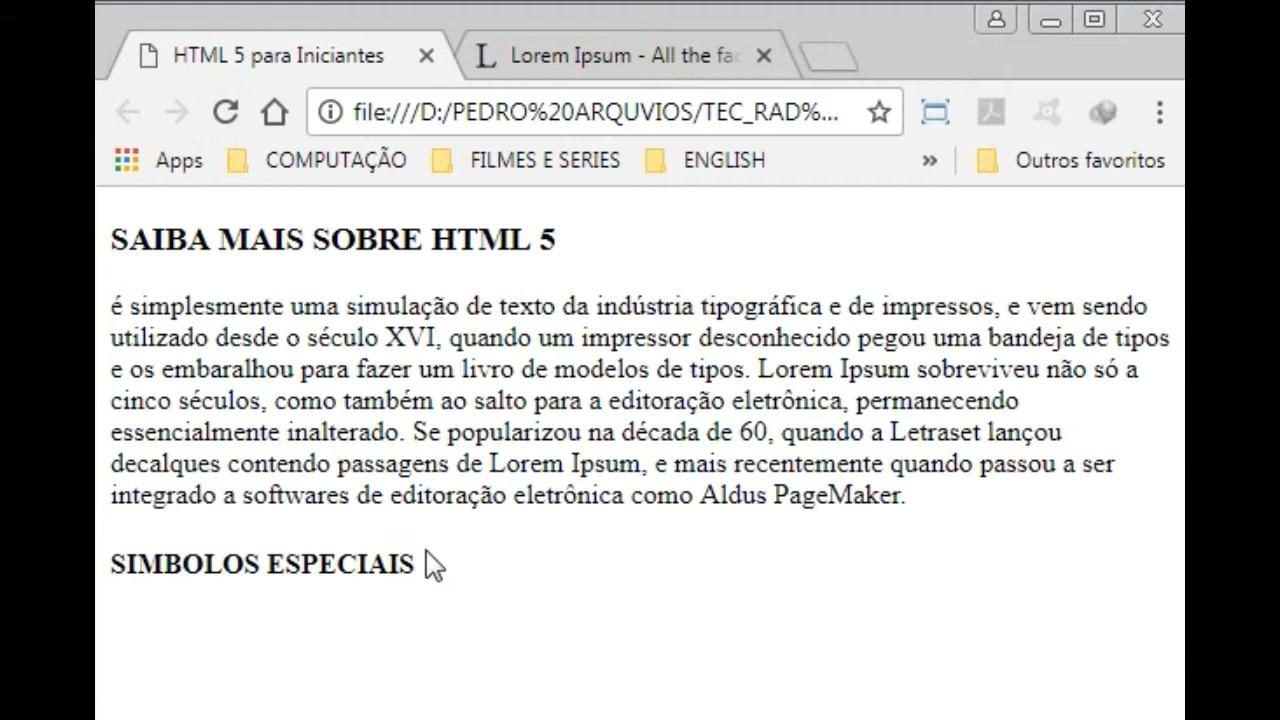 HTML 5 para Iniciantes
L Lorem Ipsum - All the fac
file:///D:/PEDRO%20ARQUVIOS/TEC_RAD%...
Apps COMPUTAÇÃO FILMES E SERIES ENGLISH » Outros favoritos
SAIBA MAIS SOBRE HTML 5
é simplesmente uma simulação de texto da indústria tipográfica e de impressos, e vem sendo
utilizado desde o século XVI, quando um impressor desconhecido pegou uma bandeja de tipos
e os embaralhou para fazer um livro de modelos de tipos. Lorem Ipsum sobreviveu não só a
cinco séculos, como também ao salto para a editoração eletrônica, permanecendo
essencialmente inalterado. Se popularizou na década de 60, quando a Letraset lançou
decalques contendo passagens de Lorem Ipsum, e mais recentemente quando passou a ser
integrado a softwares de editoração eletrônica como Aldus PageMaker.
SIMBOLOS ESPECIAIS